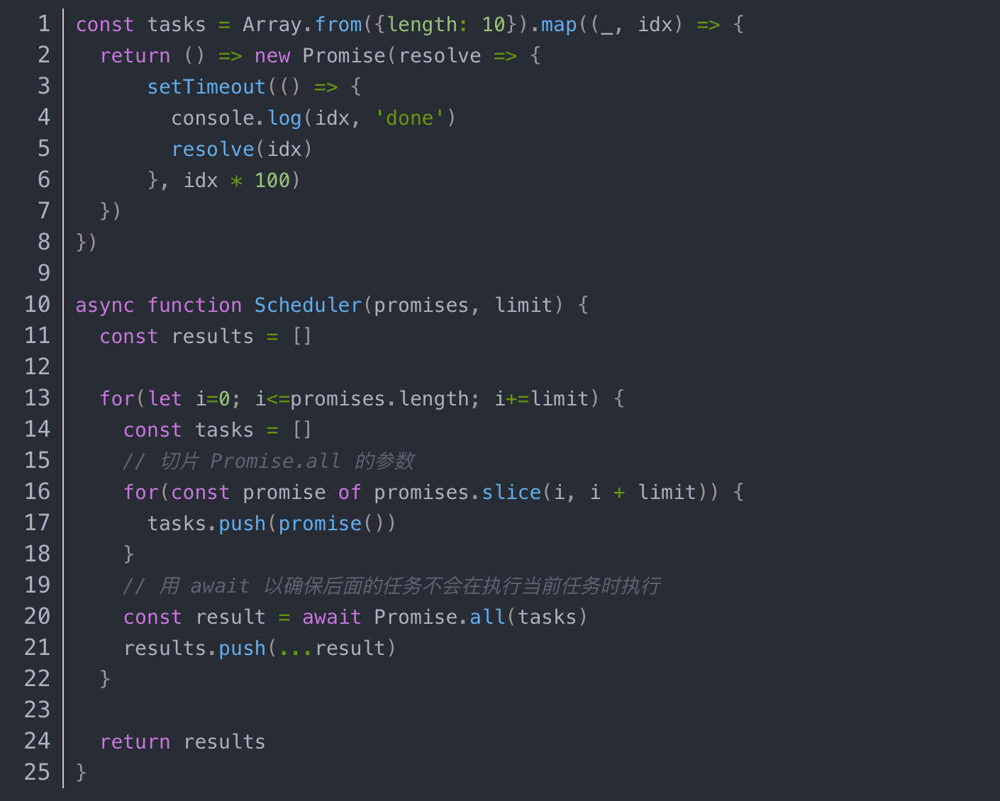 1 const tasks = Array.from({length: 10}).map((_, idx) => {
2   return () => new Promise(resolve => {
3       setTimeout(() => {
4         console.log(idx, 'done')
5         resolve(idx)
6       }, idx * 100)
7   })
8 })
9
10 async function Scheduler(promises, limit) {
11   const results = []
12
13   for(let i=0; i<=promises.length; i+=limit) {
14     const tasks = []
15     // 切片 Promise.all 的参数
16     for(const promise of promises.slice(i, i + limit)) {
17       tasks.push(promise())
18     }
19     // 用 await 以确保后面的任务不会在执行当前任务时执行
20     const result = await Promise.all(tasks)
21     results.push(...result)
22   }
23
24   return results
25 }